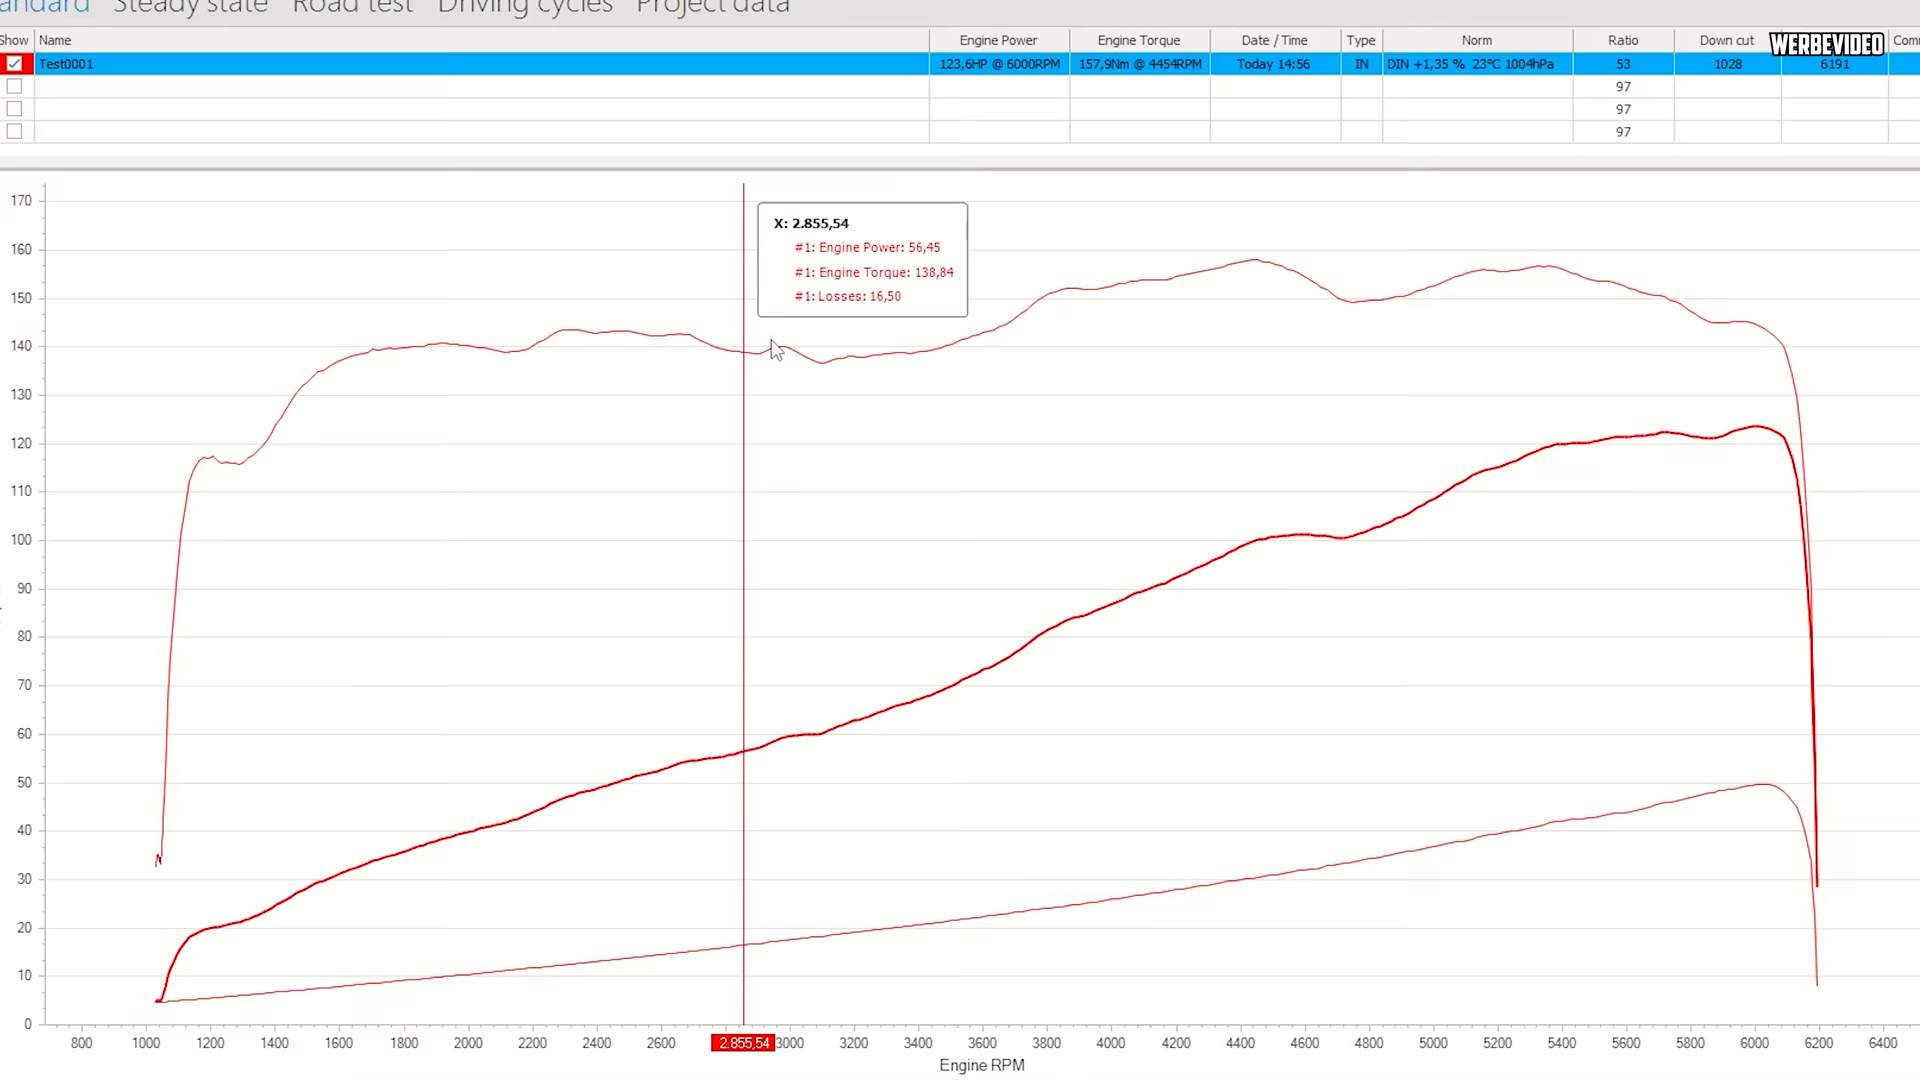 andard Steady state Road test Driving cycles Project data
Show Name Engine Power Engine Torque Date / Time Type Norm Ratio Down cut Com
WERBEVIDEO
Test0001 123,6HP @ 6000RPM 157,9Nm @ 4454RPM Today 14:56 IN DIN +1,35 % 23°C 1004hPa 53 1028 6191
97
97
97
X: 2.855,54
#1: Engine Power: 56,45
#1: Engine Torque: 138,84
#1: Losses: 16,50
170
160
150
140
130
120
110
100
90
80
70
60
50
40
30
20
10
0
800 1000 1200 1400 1600 1800 2000 2200 2400 2600 2.855,54 3000 3200 3400 3600 3800 4000 4200 4400 4600 4800 5000 5200 5400 5600 5800 6000 6200 6400
Engine RPM